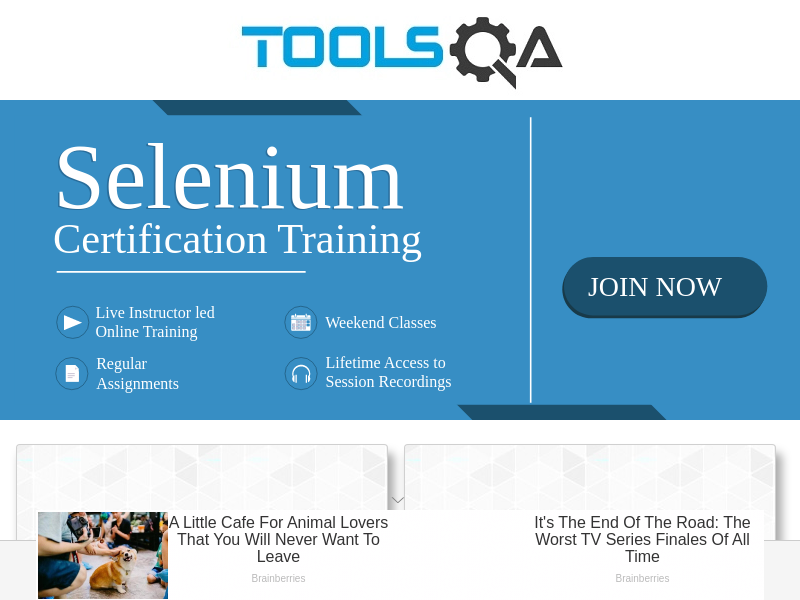 TOOLSQA
Selenium
Certification Training
JOIN NOW
Live Instructor led
Online Training
Weekend Classes
Regular
Assignments
Lifetime Access to
Session Recordings
A Little Cafe For Animal Lovers
That You Will Never Want To
Leave
Brainberries
It's The End Of The Road: The
Worst TV Series Finales Of All
Time
Brainberries